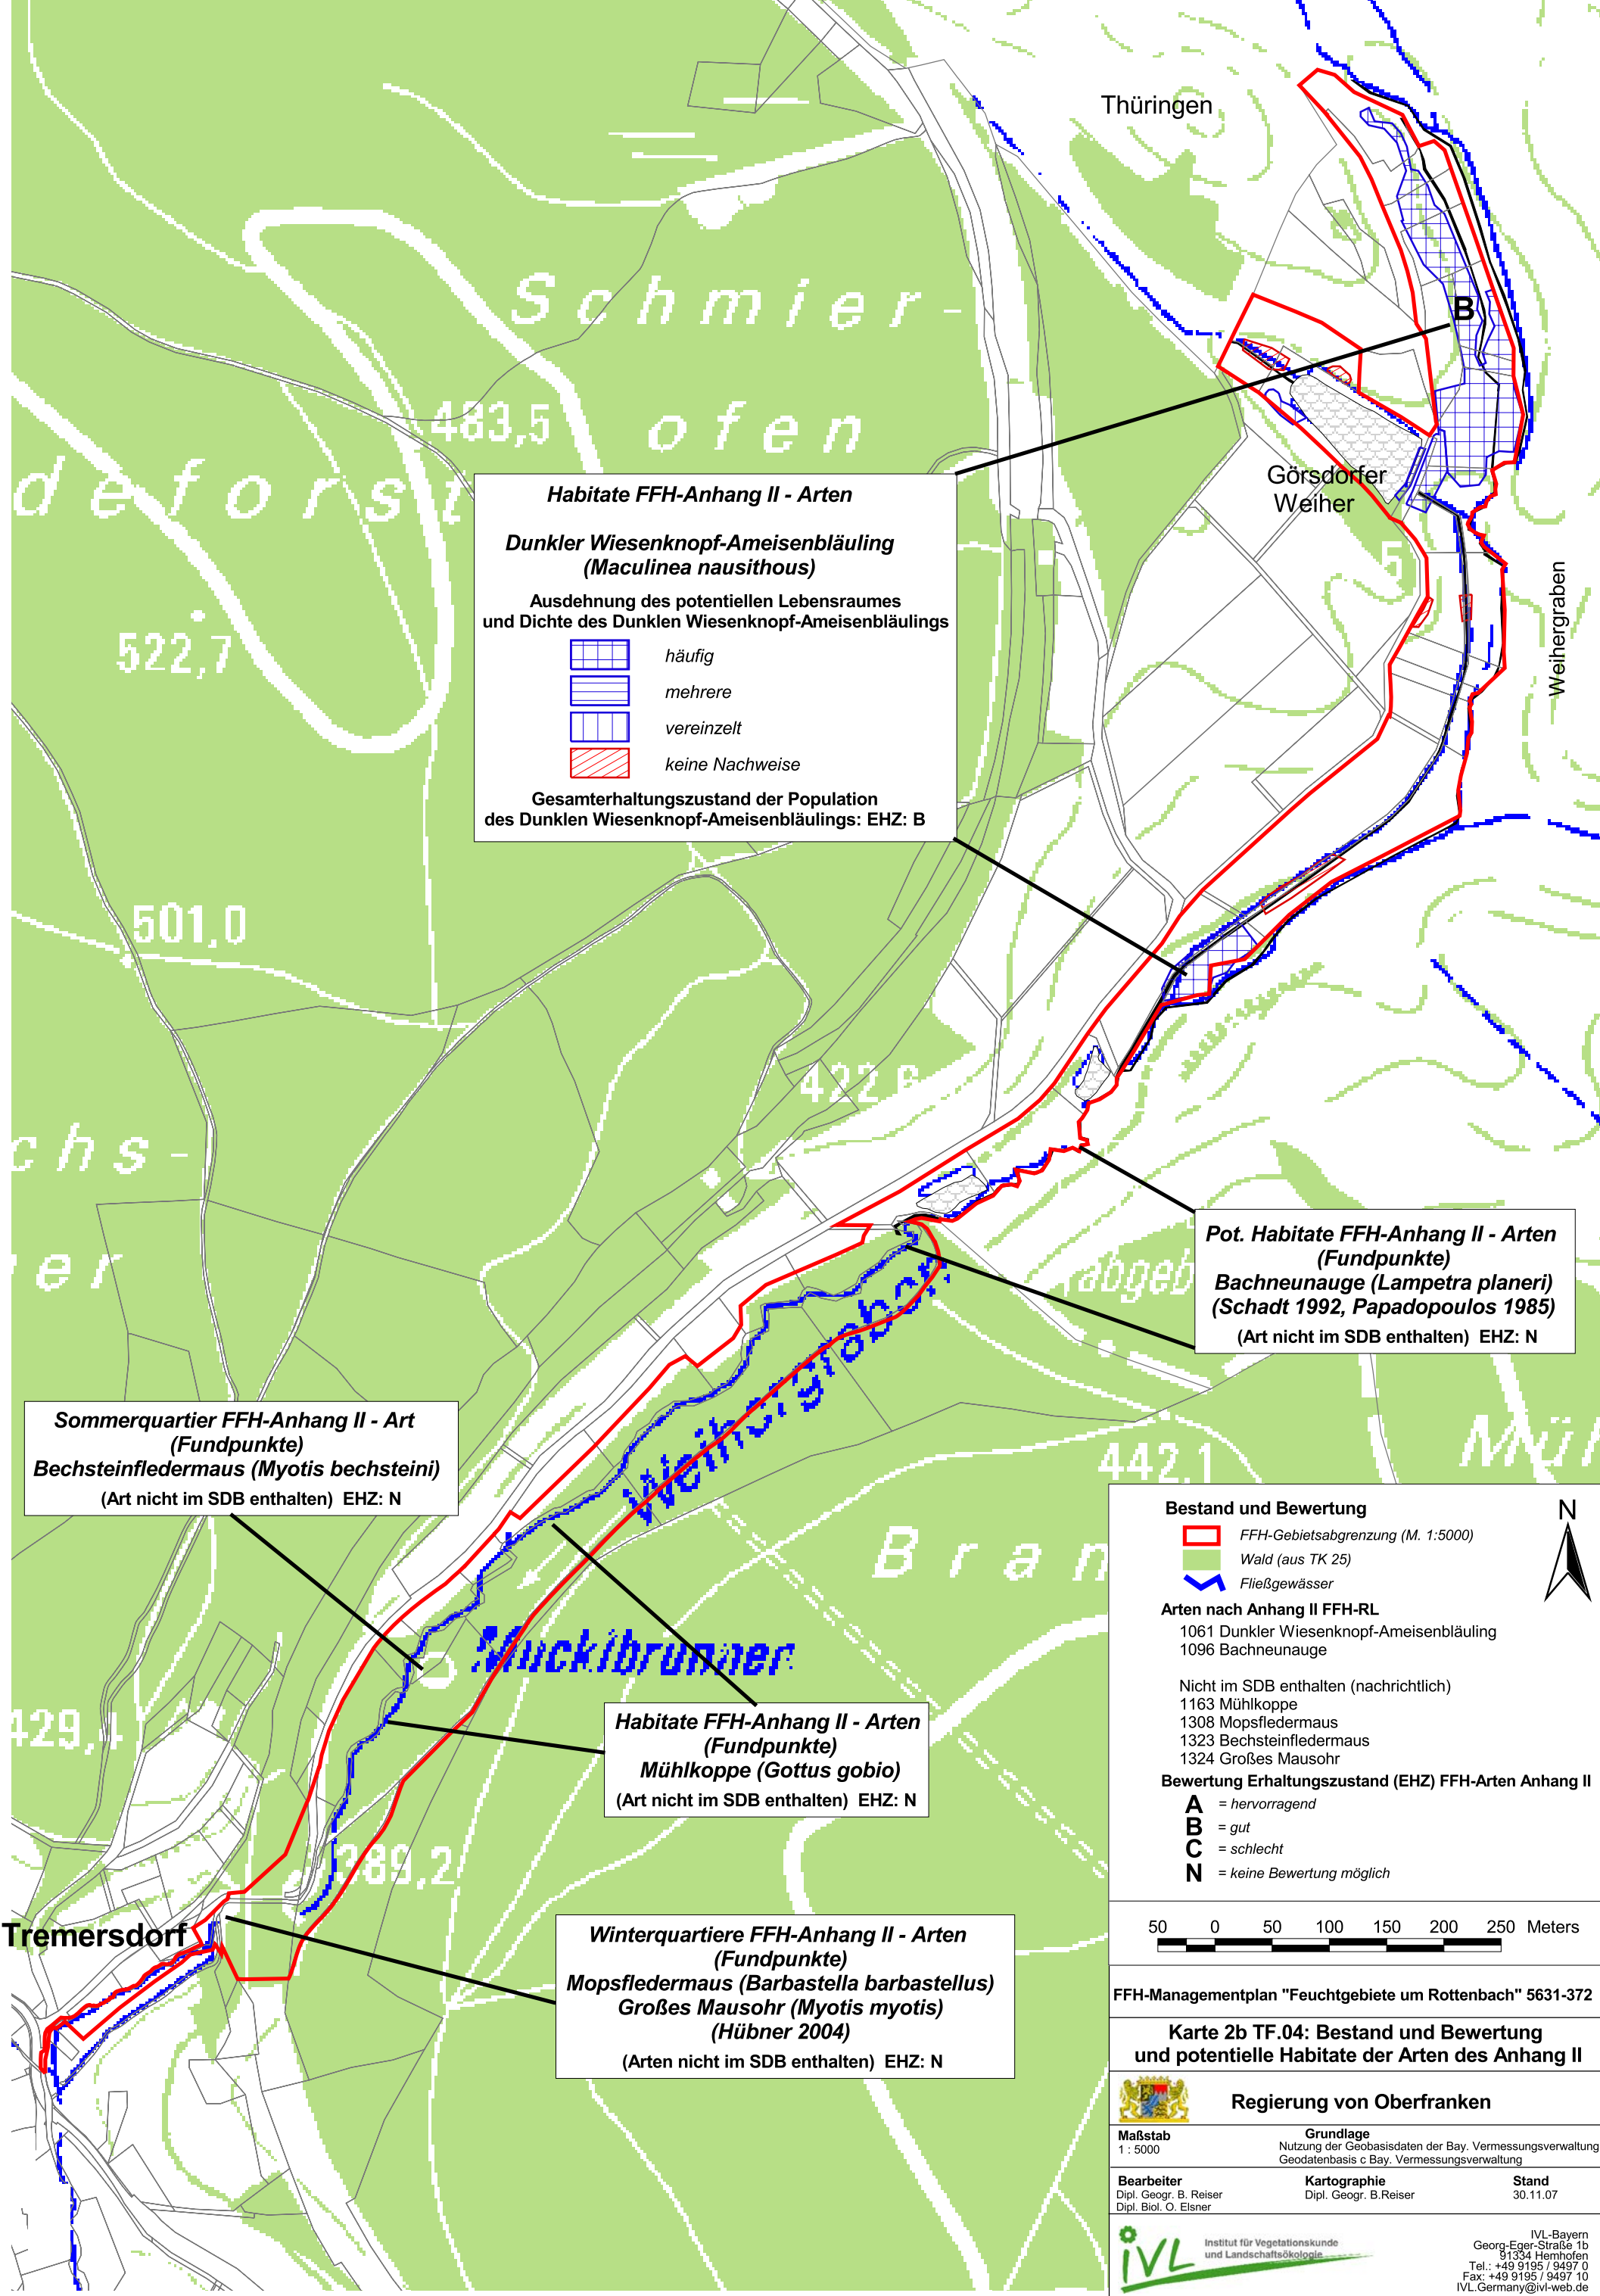 Thüringen
Schmier-
ofen
483,5
deforst
522,7
Görsdorfer
Weiher
5
Weihergraben
B
Habitate FFH-Anhang II - Arten
Dunkler Wiesenknopf-Ameisenbläuling
(Maculinea nausithous)
Ausdehnung des potentiellen Lebensraumes
und Dichte des Dunklen Wiesenknopf-Ameisenbläulings
häufig
mehrere
vereinzelt
keine Nachweise
Gesamterhaltungszustand der Population
des Dunklen Wiesenknopf-Ameisenbläulings: EHZ: B
501,0
422,6
chs-
er
Pot. Habitate FFH-Anhang II - Arten
(Fundpunkte)
Bachneunauge (Lampetra planeri)
(Schadt 1992, Papadopoulos 1985)
(Art nicht im SDB enthalten) EHZ: N
abgeb
Weihergraben
442,1
Mül
Bran
Sommerquartier FFH-Anhang II - Art
(Fundpunkte)
Bechsteinfledermaus (Myotis bechsteini)
(Art nicht im SDB enthalten) EHZ: N
Mucklbrunnen
429,4
Habitate FFH-Anhang II - Arten
(Fundpunkte)
Mühlkoppe (Gottus gobio)
(Art nicht im SDB enthalten) EHZ: N
389,2
Tremersdorf
Winterquartiere FFH-Anhang II - Arten
(Fundpunkte)
Mopsfledermaus (Barbastella barbastellus)
Großes Mausohr (Myotis myotis)
(Hübner 2004)
(Arten nicht im SDB enthalten) EHZ: N
Bestand und Bewertung
N
FFH-Gebietsabgrenzung (M. 1:5000)
Wald (aus TK 25)
Fließgewässer
Arten nach Anhang II FFH-RL
1061 Dunkler Wiesenknopf-Ameisenbläuling
1096 Bachneunauge
Nicht im SDB enthalten (nachrichtlich)
1163 Mühlkoppe
1308 Mopsfledermaus
1323 Bechsteinfledermaus
1324 Großes Mausohr
Bewertung Erhaltungszustand (EHZ) FFH-Arten Anhang II
A = hervorragend
B = gut
C = schlecht
N = keine Bewertung möglich
50 0 50 100 150 200 250 Meters
FFH-Managementplan "Feuchtgebiete um Rottenbach" 5631-372
Karte 2b TF.04: Bestand und Bewertung
und potentielle Habitate der Arten des Anhang II
Regierung von Oberfranken
Maßstab
1 : 5000
Grundlage
Nutzung der Geobasisdaten der Bay. Vermessungsverwaltung
Geodatenbasis c Bay. Vermessungsverwaltung
Bearbeiter
Dipl. Geogr. B. Reiser
Dipl. Biol. O. Elsner
Kartographie
Dipl. Geogr. B.Reiser
Stand
30.11.07
iVL
Institut für Vegetationskunde
und Landschaftsökologie
IVL-Bayern
Georg-Eger-Straße 1b
91334 Hemhofen
Tel.: +49 9195 / 9497 0
Fax: +49 9195 / 9497 10
IVL.Germany@ivl-web.de